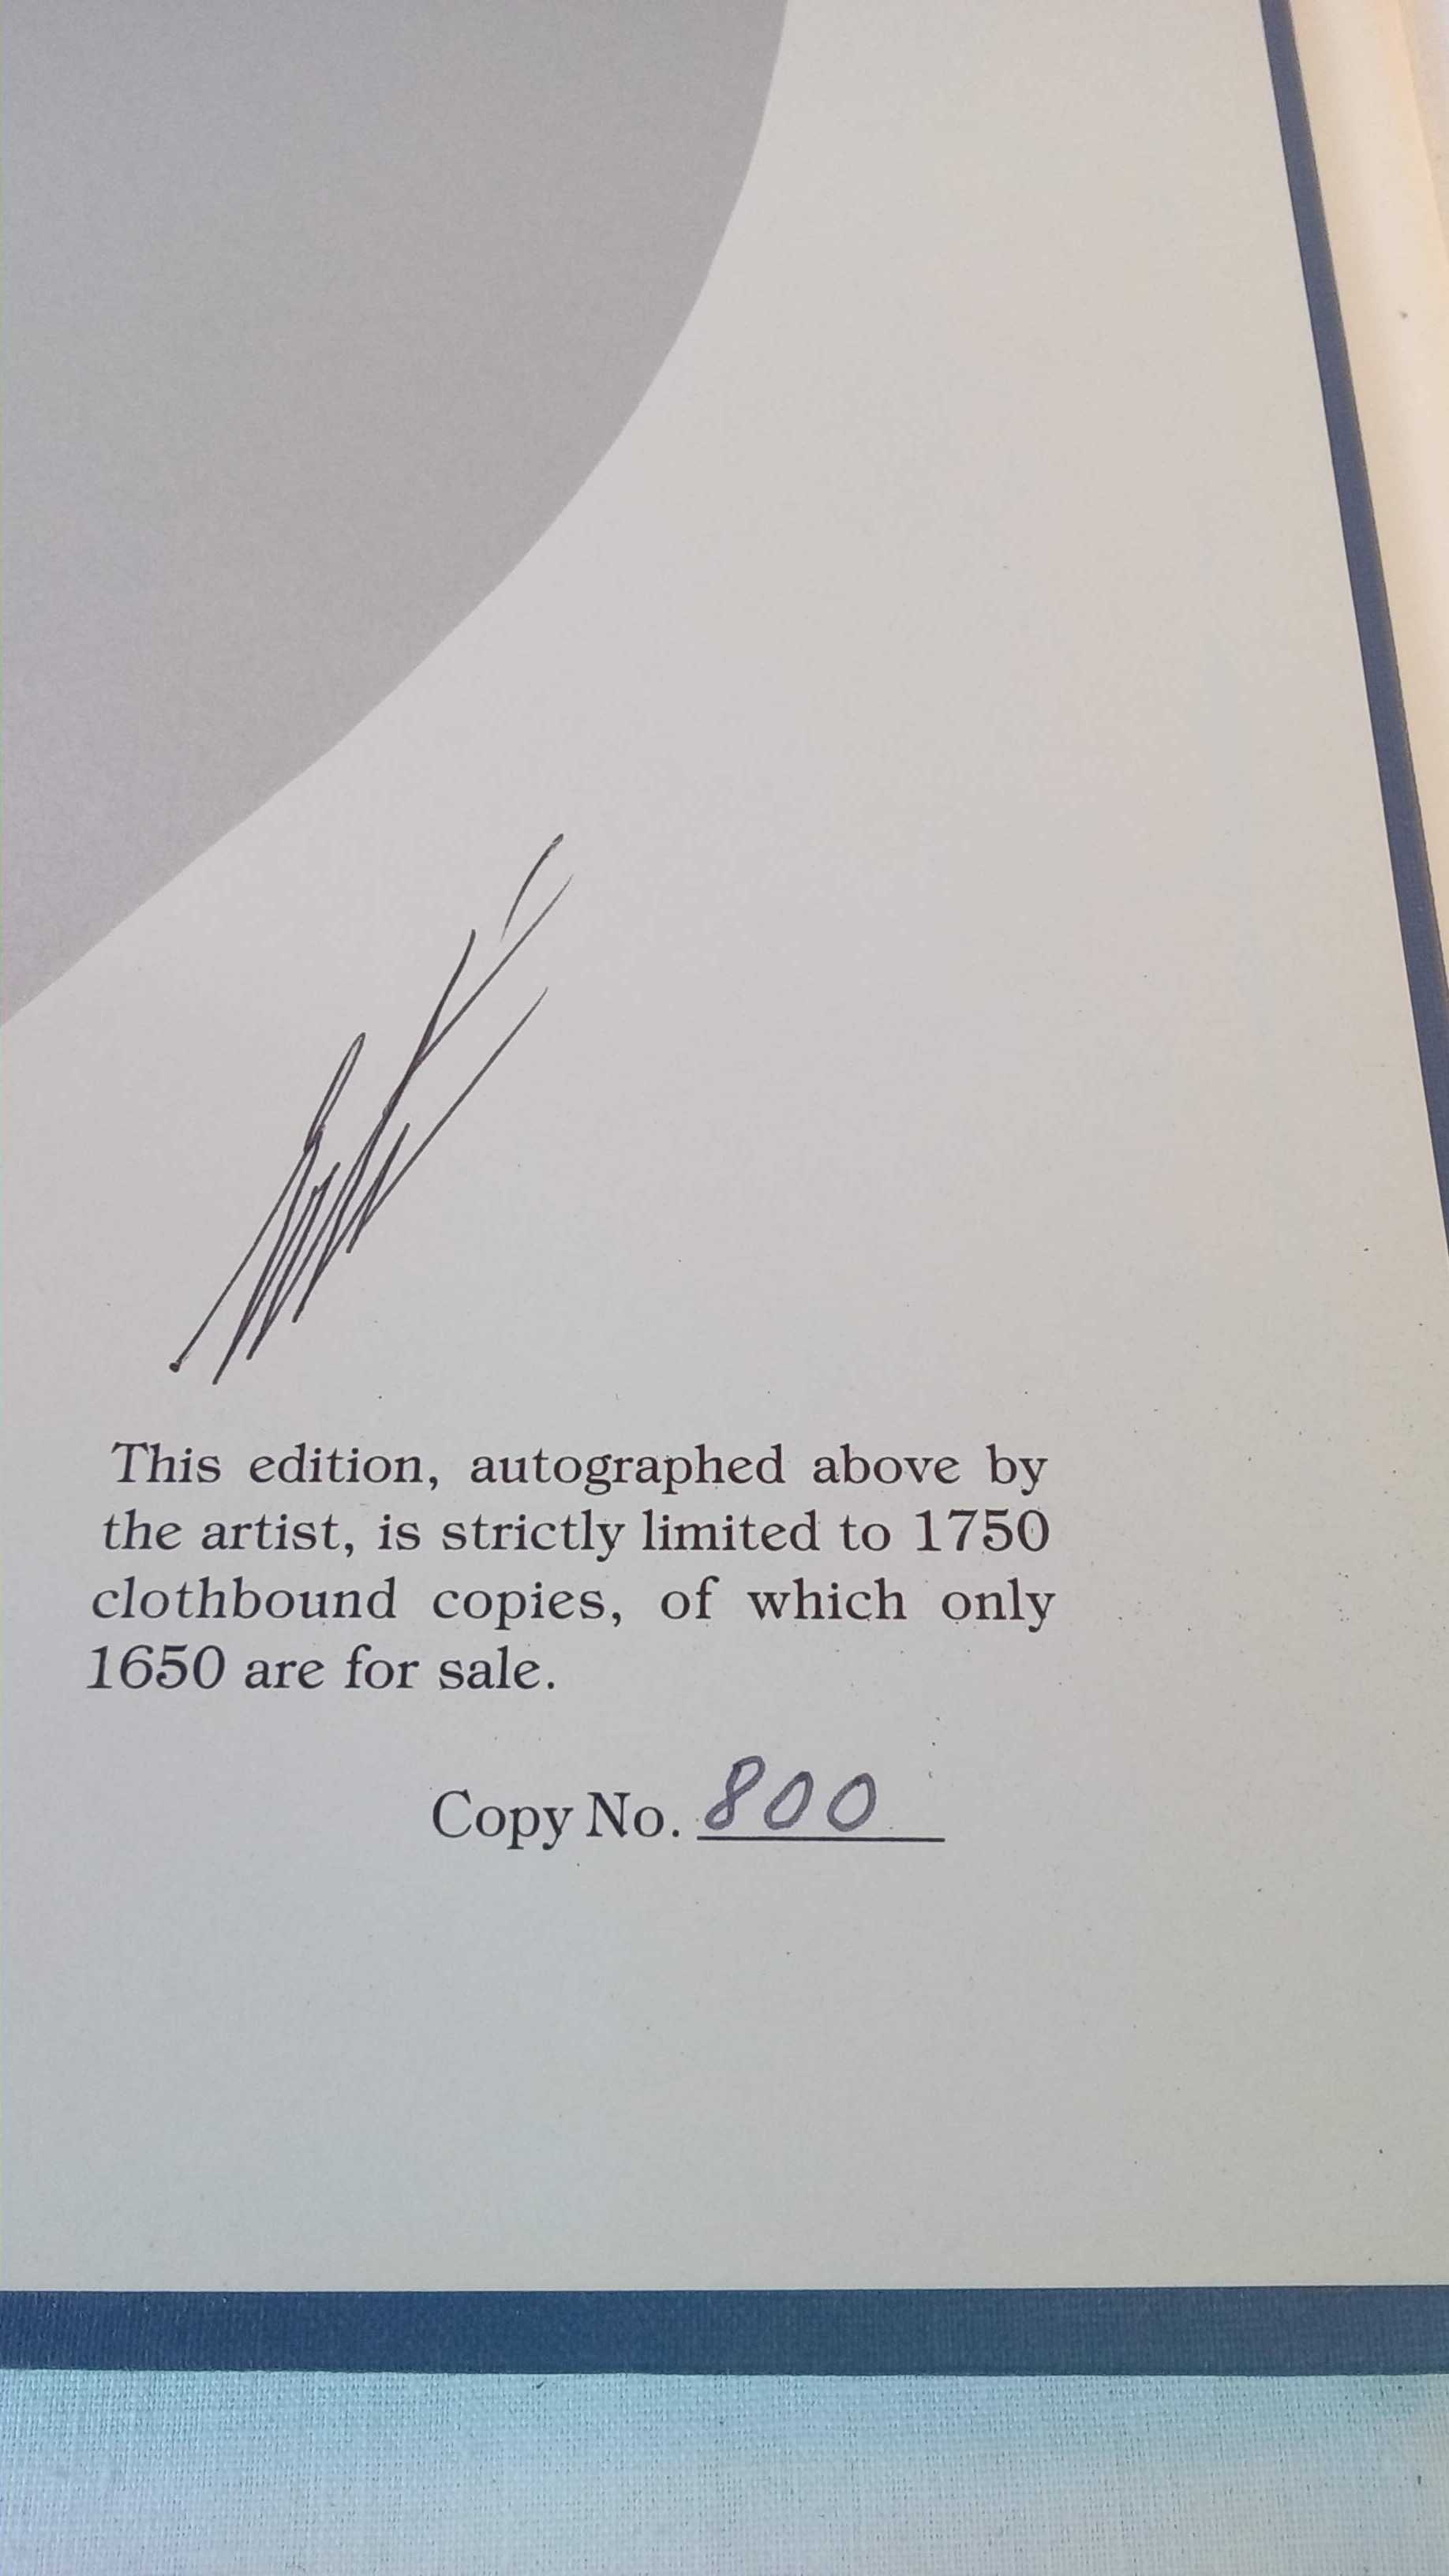 This edition, autographed above by
the artist, is strictly limited to 1750
clothbound copies, of which only
1650 are for sale.
Copy No. 800